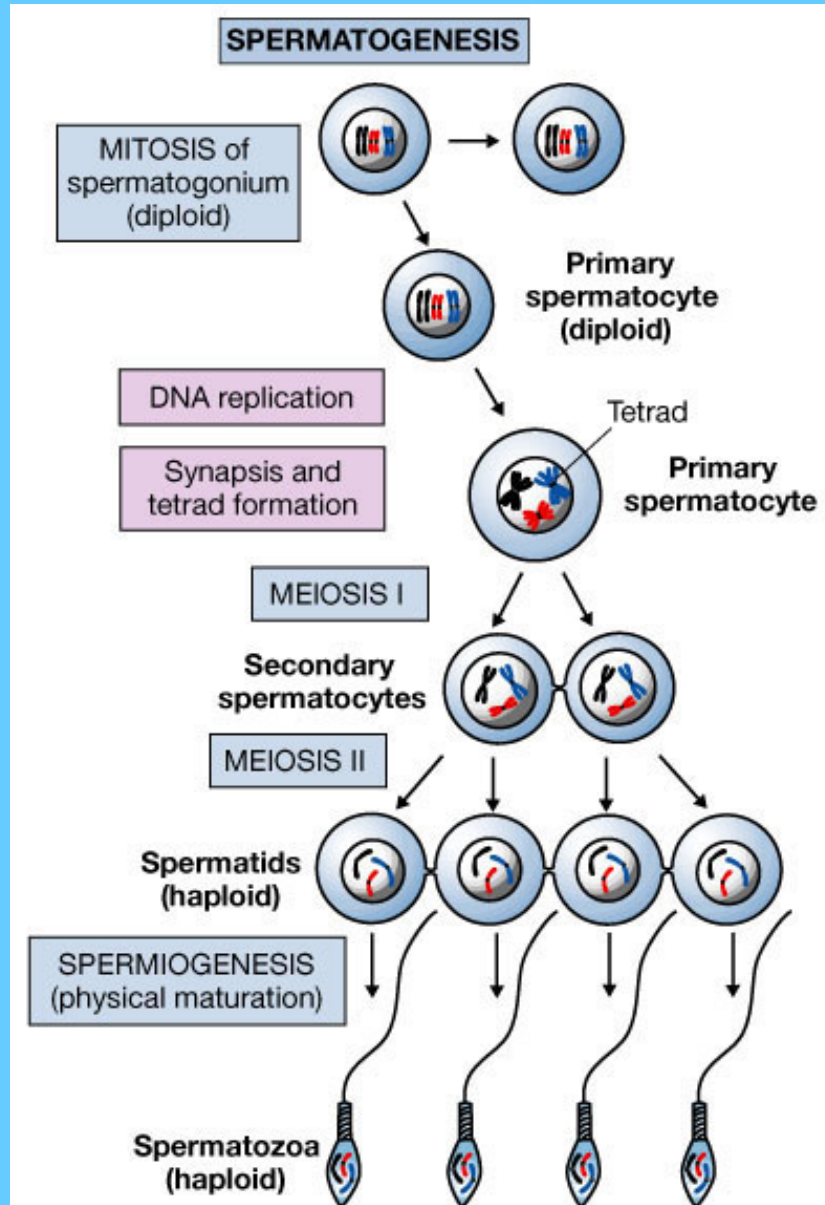 SPERMATOGENESIS
MITOSIS of
spermatogonium
(diploid)
Primary
spermatocyte
(diploid)
DNA replication
Tetrad
Synapsis and
tetrad formation
Primary
spermatocyte
MEIOSIS I
Secondary
spermatocytes
MEIOSIS II
Spermatids
(haploid)
SPERMIOGENESIS
(physical maturation)
Spermatozoa
(haploid)